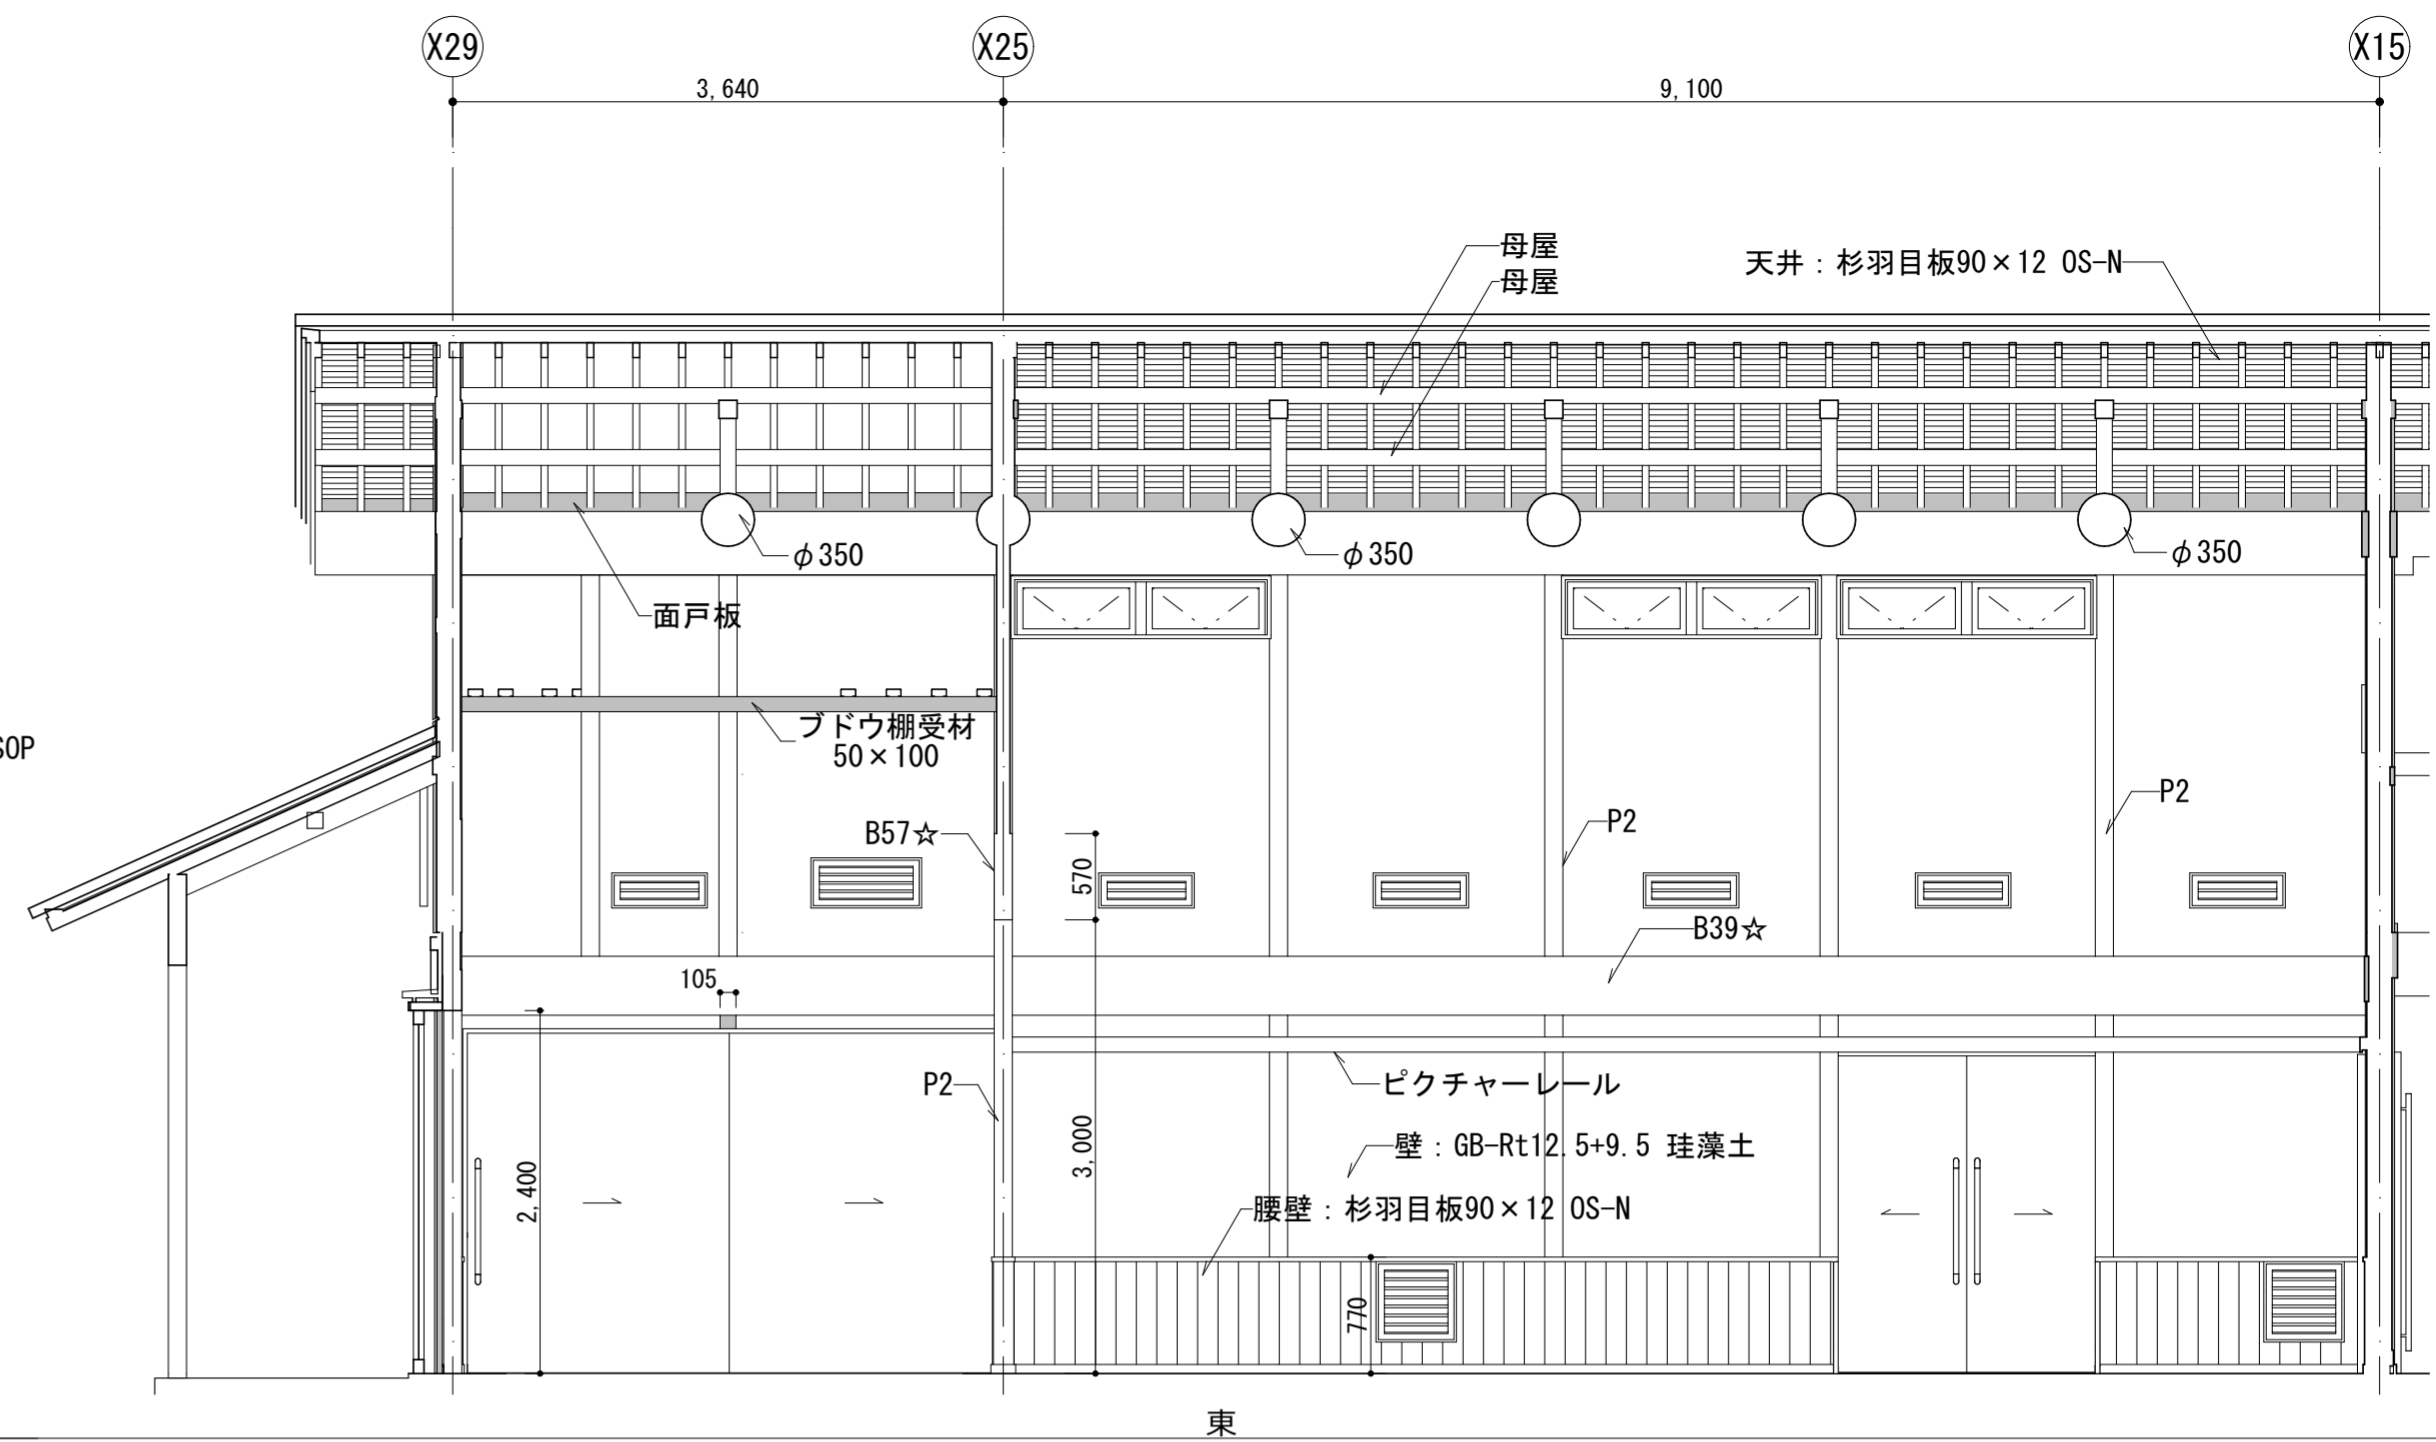 X29
X25
X15
3,640
9,100
母屋
母屋
天井：杉羽目板90×12 OS-N
φ350
φ350
φ350
面戸板
ブドウ棚受材
50×100
SOP
B57☆
570
P2
P2
B39☆
105
P2
ピクチャーレール
3,000
2,400
壁：GB-Rt12.5+9.5 珪藻土
腰壁：杉羽目板90×12 OS-N
770
東